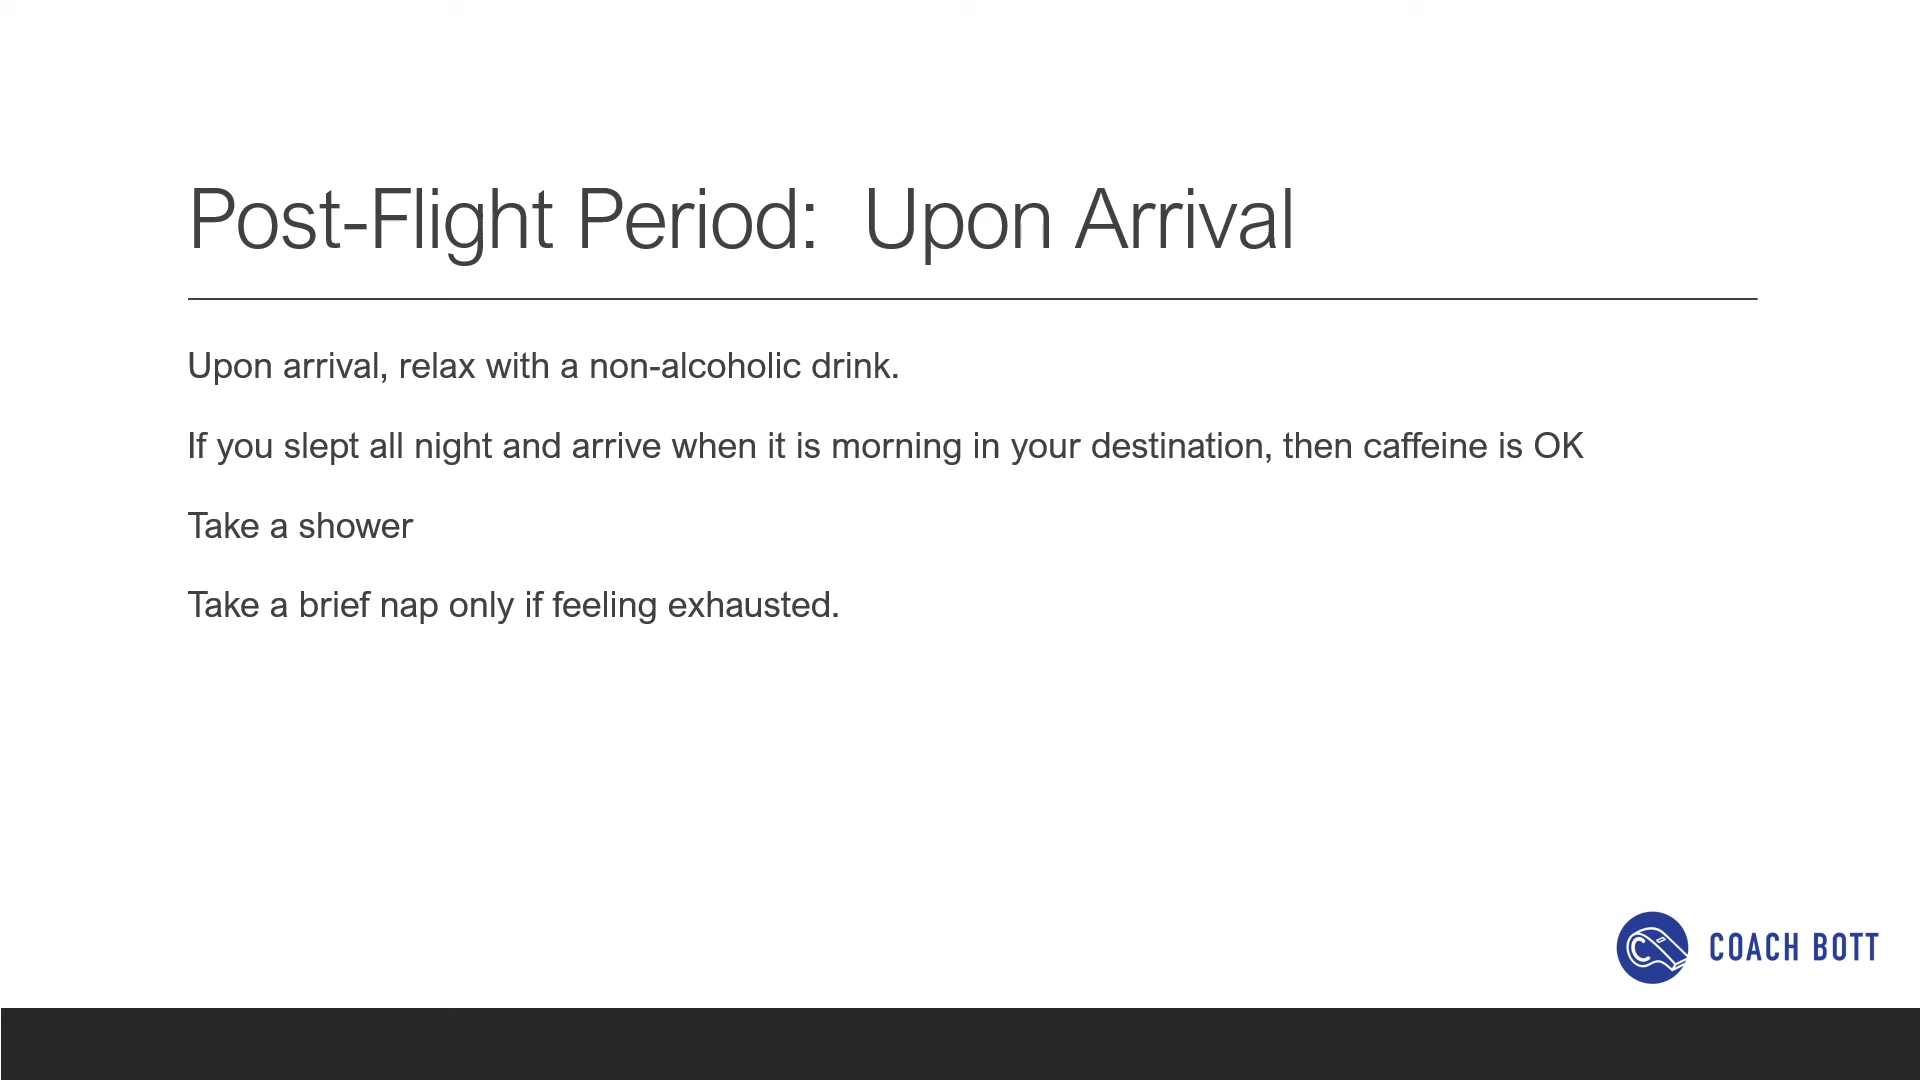 Post-Flight Period:  Upon Arrival
Upon arrival, relax with a non-alcoholic drink.
If you slept all night and arrive when it is morning in your destination, then caffeine is OK
Take a shower
Take a brief nap only if feeling exhausted.
COACH BOTT